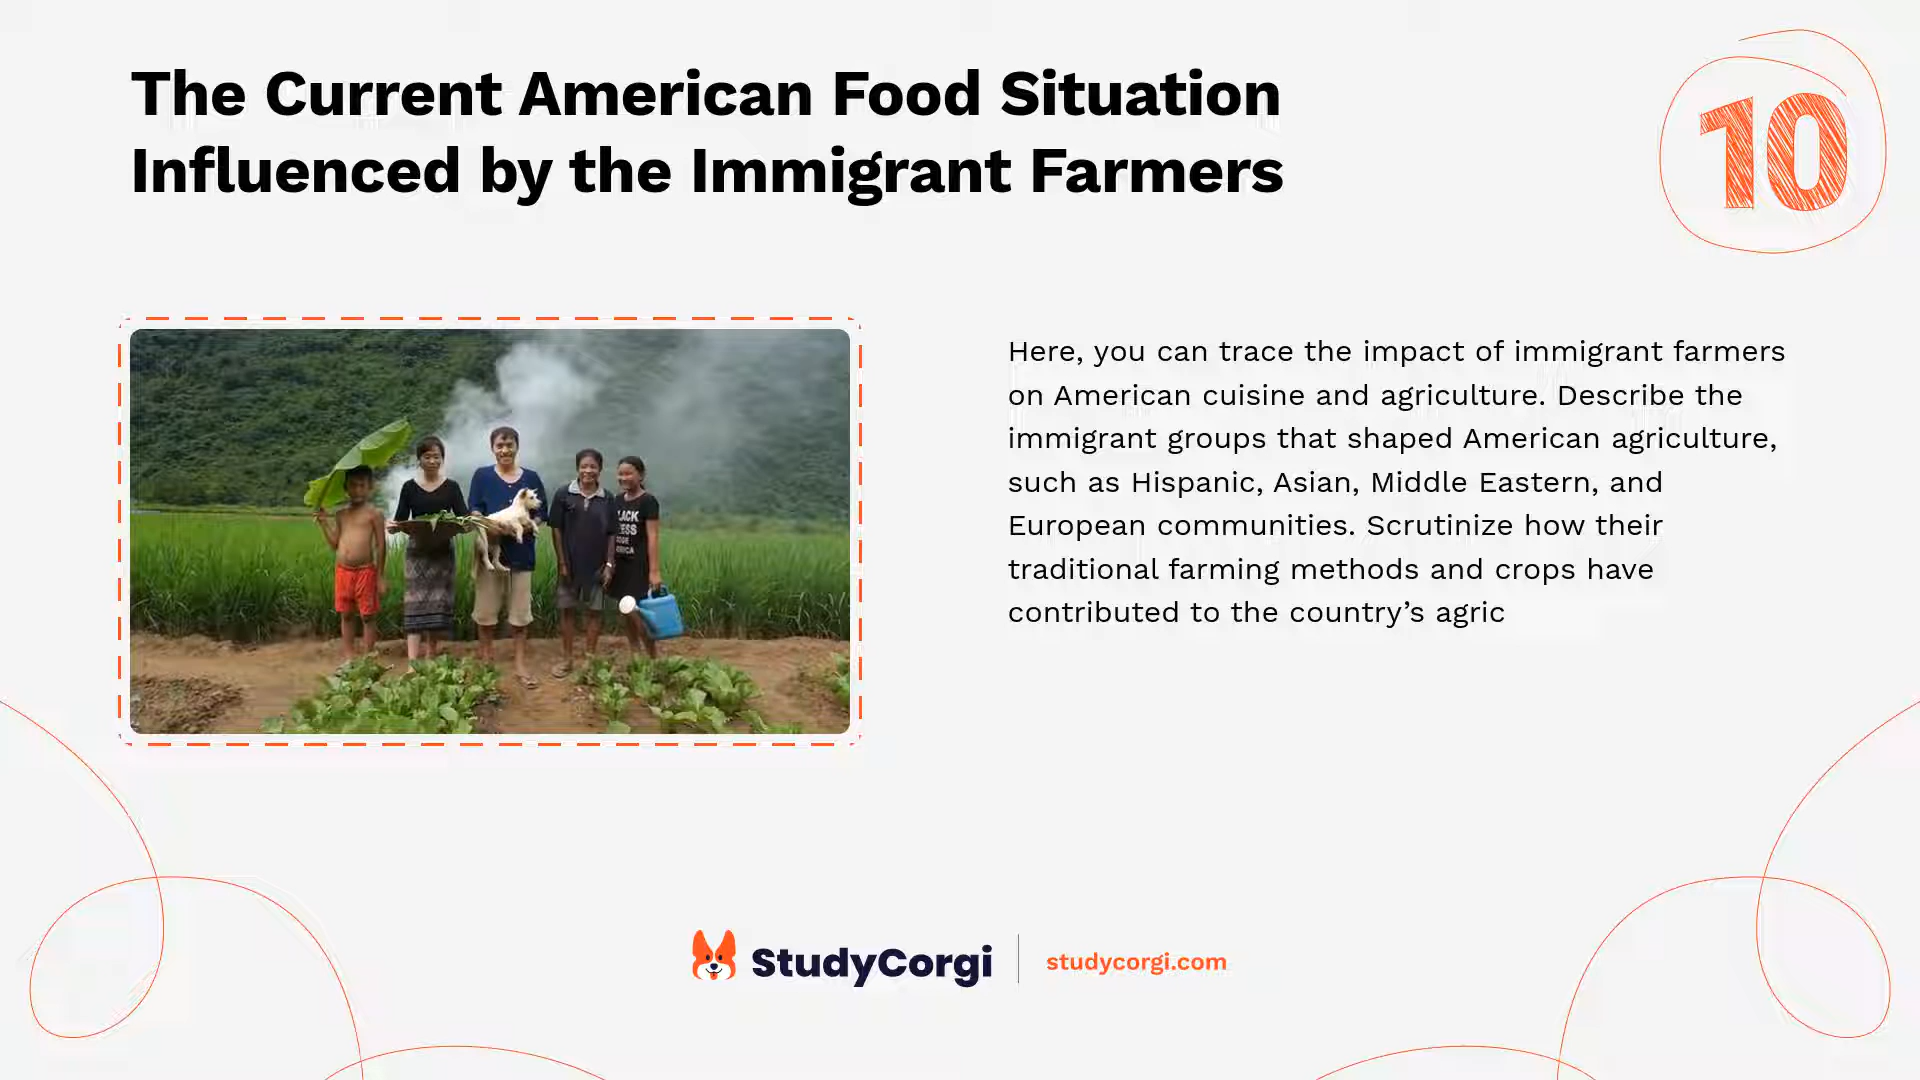 The Current American Food Situation
Influenced by the Immigrant Farmers
10
Here, you can trace the impact of immigrant farmers
on American cuisine and agriculture. Describe the
immigrant groups that shaped American agriculture,
such as Hispanic, Asian, Middle Eastern, and
European communities. Scrutinize how their
traditional farming methods and crops have
contributed to the country’s agric
StudyCorgi
studycorgi.com